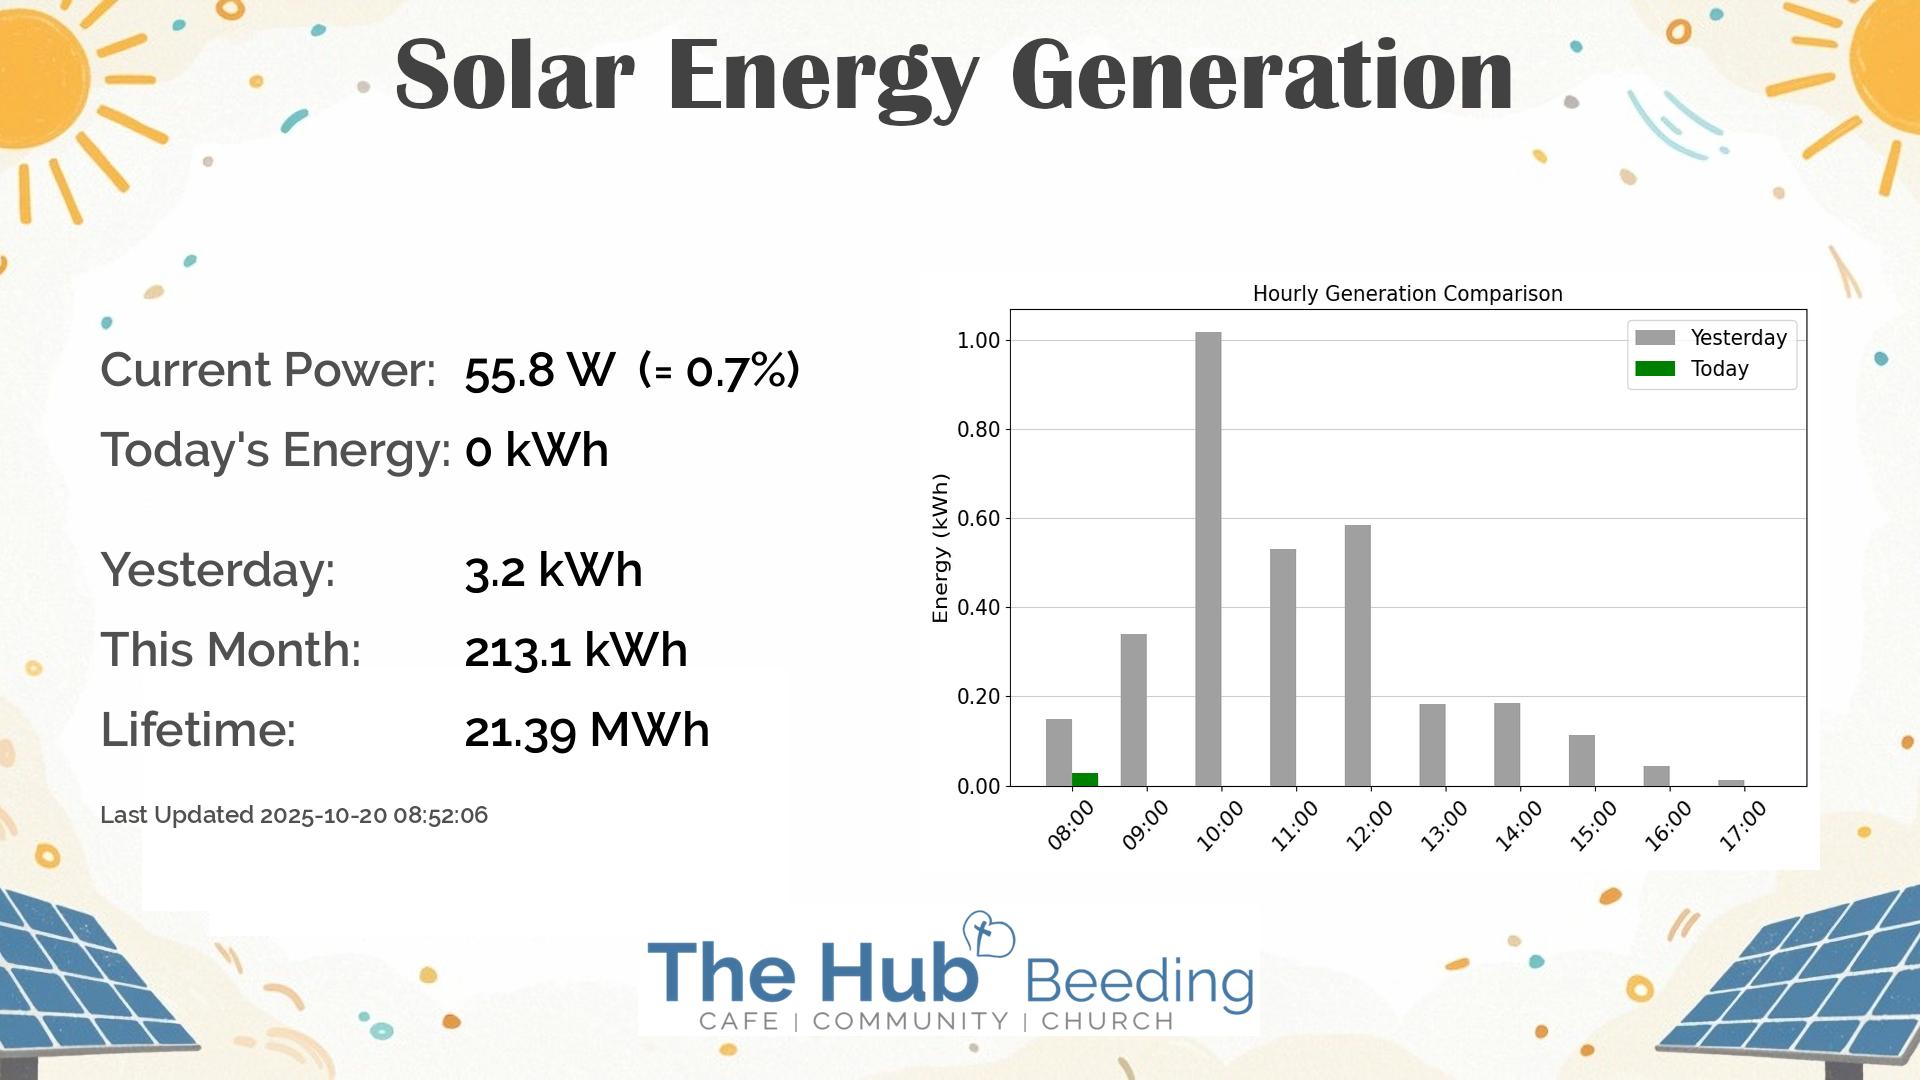 Solar Energy Generation
Current Power: 55.8 W (= 0.7%)
Today's Energy: 0 kWh
Yesterday: 3.2 kWh
This Month: 213.1 kWh
Lifetime: 21.39 MWh
Last Updated 2025-10-20 08:52:06
Hourly Generation Comparison
Yesterday
Today
Energy (kWh)
1.00
0.80
0.60
0.40
0.20
0.00
08:00 09:00 10:00 11:00 12:00 13:00 14:00 15:00 16:00 17:00
The Hub Beeding
CAFE | COMMUNITY | CHURCH